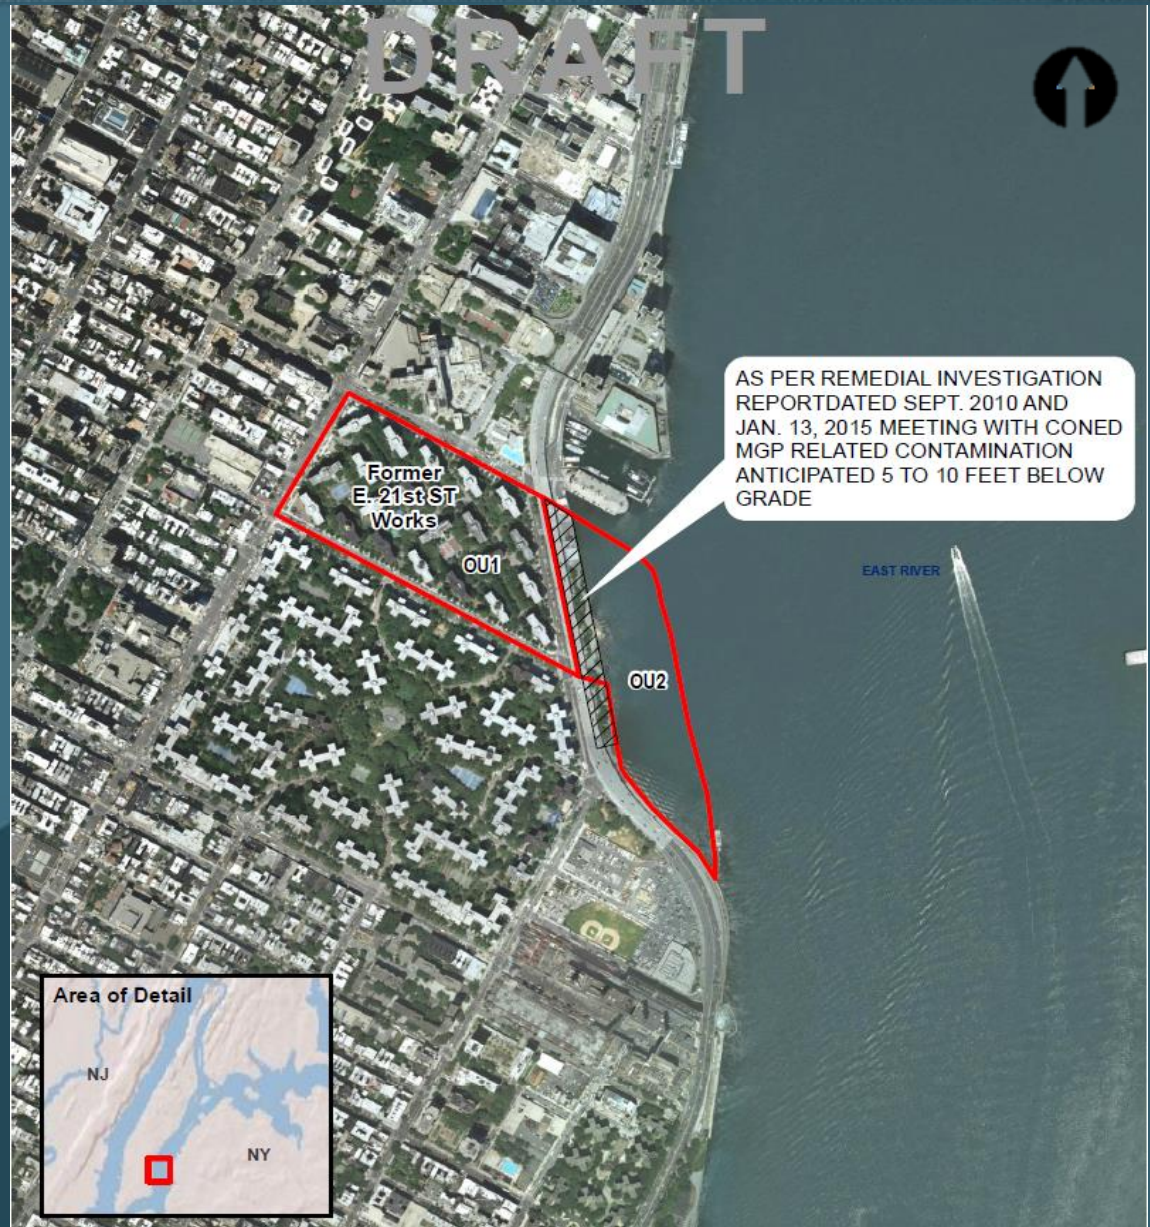 DRAFT
AS PER REMEDIAL INVESTIGATION
REPORTDATED SEPT. 2010 AND
JAN. 13, 2015 MEETING WITH CONED
MGP RELATED CONTAMINATION
ANTICIPATED 5 TO 10 FEET BELOW
GRADE
Former
E. 21st ST
Works
OU1
EAST RIVER
OU2
Area of Detail
NJ
NY